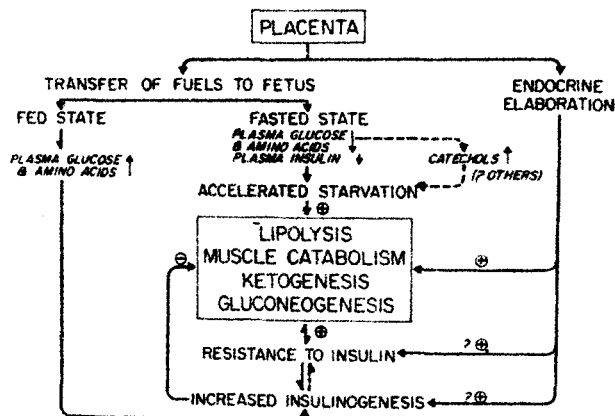 PLACENTA
TRANSFER OF FUELS TO FETUS
ENDOCRINE
ELABORATION
FED STATE
FASTED STATE
PLASMA GLUCOSE
& AMINO ACIDS ↑
PLASMA GLUCOSE
& AMINO ACIDS
PLASMA INSULIN ↓
CATECHOLS ↑
(? OTHERS)
ACCELERATED STARVATION
⊕
LIPOLYSIS
MUSCLE CATABOLISM
KETOGENESIS
GLUCONEOGENESIS
⊖
⊕
⊕
RESISTANCE TO INSULIN
? ⊕
INCREASED INSULINOGENESIS
? ⊕